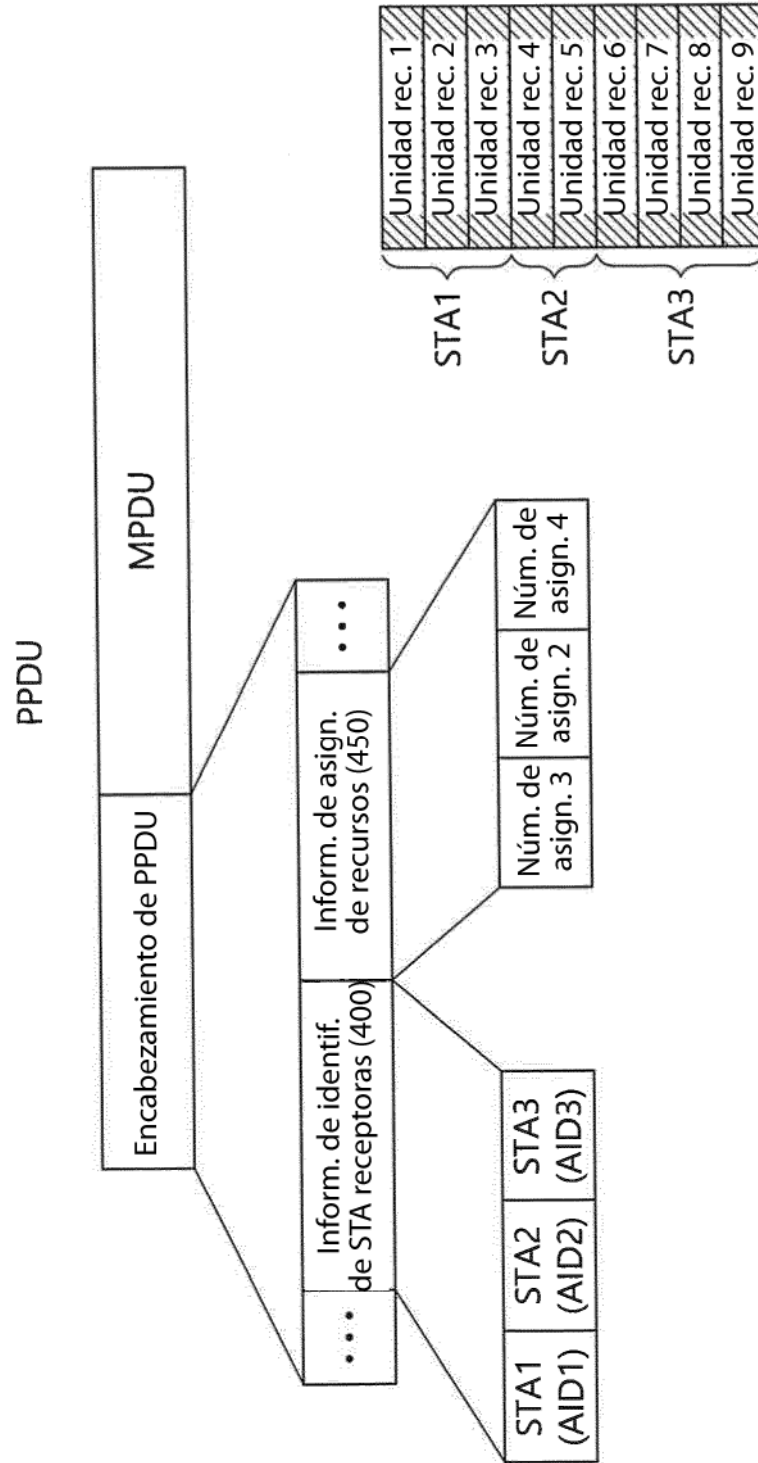 PPDU
Encabezamiento de PPDU
MPDU
• • •
Inform. de identif.
de STA receptoras (400)
Inform. de asign.
de recursos (450)
• • •
STA1
(AID1)
STA2
(AID2)
STA3
(AID3)
Núm. de
asign. 3
Núm. de
asign. 2
Núm. de
asign. 4
STA1
STA2
STA3
Unidad rec. 1
Unidad rec. 2
Unidad rec. 3
Unidad rec. 4
Unidad rec. 5
Unidad rec. 6
Unidad rec. 7
Unidad rec. 8
Unidad rec. 9